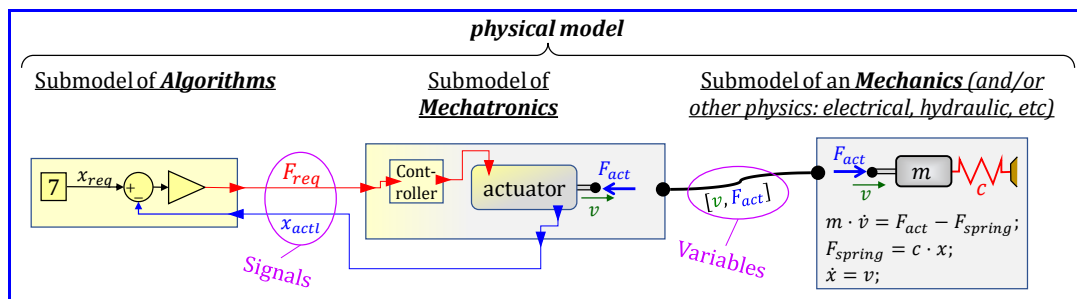 physical model
Submodel of Algorithms
Submodel of
Mechatronics
Submodel of an Mechanics (and/or
other physics: electrical, hydraulic, etc)
7
x_req
+
−
F_req
x_actl
Signals
Cont-
roller
actuator
F_act
v
[v, F_act]
Variables
F_act
v
m
c
m · v̇ = F_act − F_spring;
F_spring = c · x;
ẋ = v;